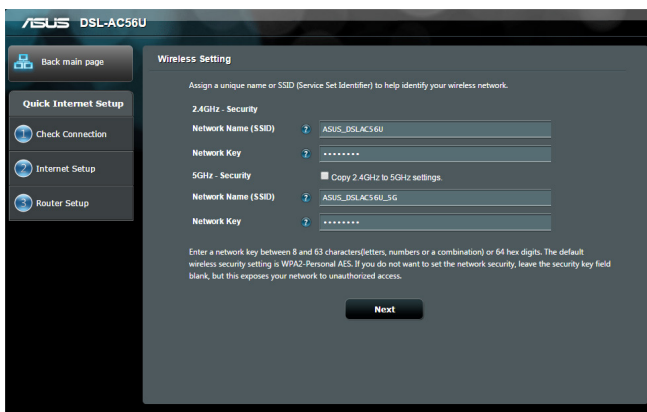 ASUS DSL-AC56U
Back main page
Quick Internet Setup
1 Check Connection
2 Internet Setup
3 Router Setup
Wireless Setting
Assign a unique name or SSID (Service Set Identifier) to help identify your wireless network.
2.4GHz - Security
Network Name (SSID) ? ASUS_DSLAC56U
Network Key ? ••••••••
5GHz - Security Copy 2.4GHz to 5GHz settings.
Network Name (SSID) ? ASUS_DSLAC56U_5G
Network Key ? ••••••••
Enter a network key between 8 and 63 characters(letters, numbers or a combination) or 64 hex digits. The default
wireless security setting is WPA2-Personal AES. If you do not want to set the network security, leave the security key field
blank, but this exposes your network to unauthorized access.
Next